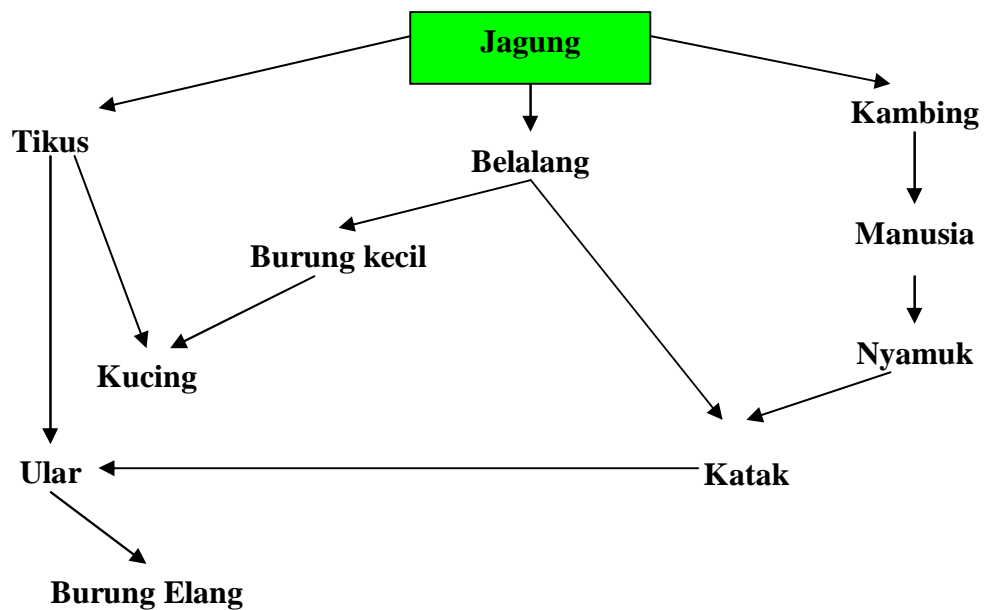 Jagung
Kambing
Tikus
Belalang
Manusia
Burung kecil
Nyamuk
Kucing
Ular
Katak
Burung Elang